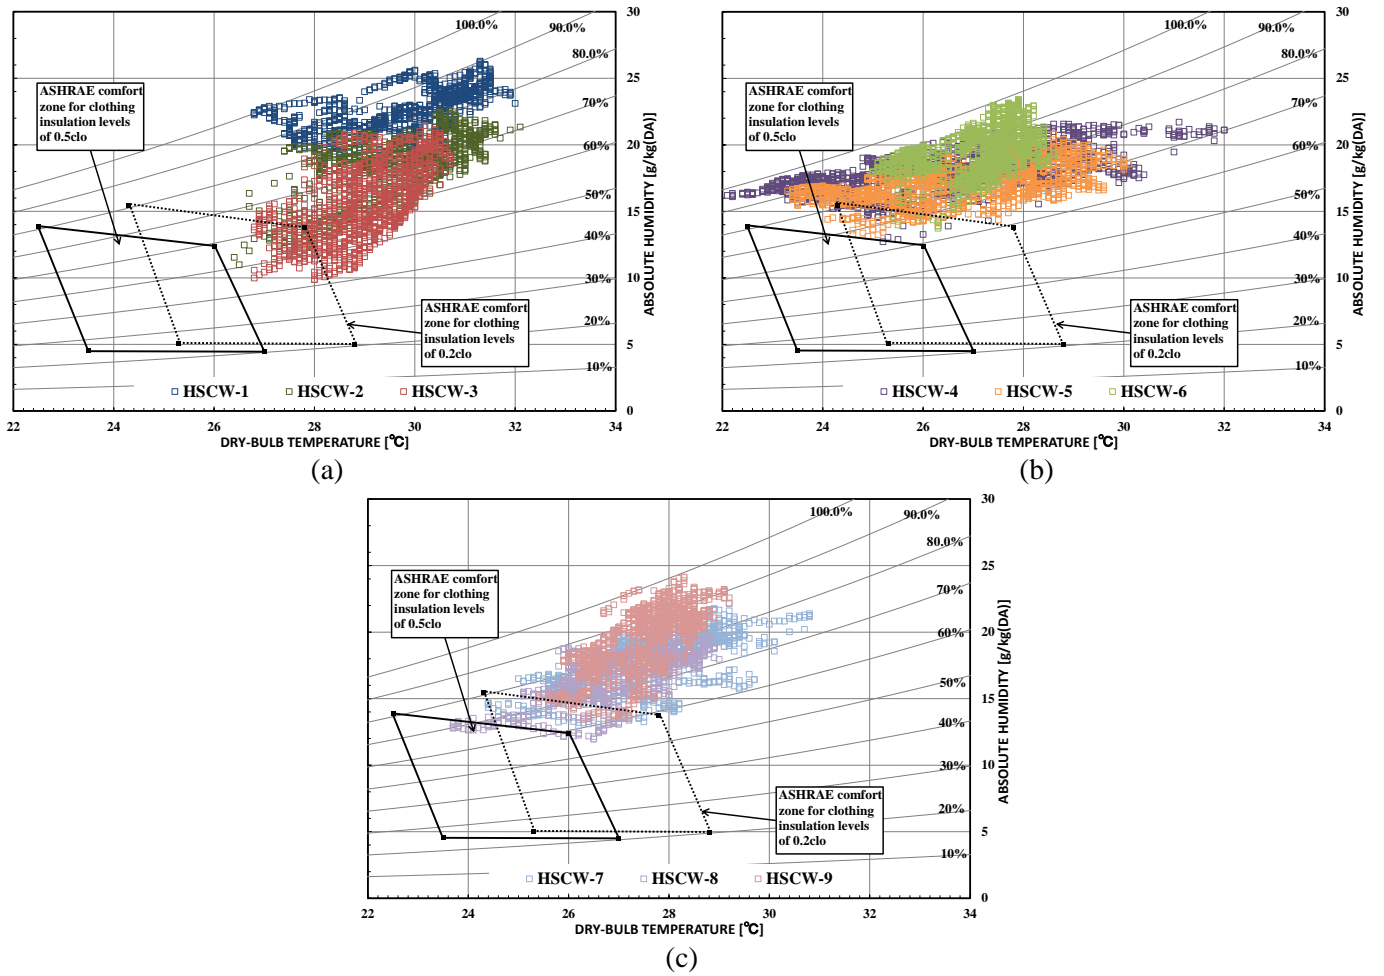 100.0%
90.0%
80.0%
70%
60%
50%
40%
30%
20%
10%
30
25
20
15
10
5
0
ABSOLUTE HUMIDITY [g/kg(DA)]
ASHRAE comfort
zone for clothing
insulation levels
of 0.5clo
ASHRAE comfort
zone for clothing
insulation levels
of 0.2clo
HSCW-1 HSCW-2 HSCW-3
22 24 26 28 30 32 34
DRY-BULB TEMPERATURE [℃]
(a)
100.0%
90.0%
80.0%
70%
60%
50%
40%
30%
20%
10%
30
25
20
15
10
5
0
ABSOLUTE HUMIDITY [g/kg(DA)]
ASHRAE comfort
zone for clothing
insulation levels
of 0.5clo
ASHRAE comfort
zone for clothing
insulation levels
of 0.2clo
HSCW-4 HSCW-5 HSCW-6
22 24 26 28 30 32 34
DRY-BULB TEMPERATURE [℃]
(b)
100.0%
90.0%
80.0%
70%
60%
50%
40%
30%
20%
10%
30
25
20
15
10
5
0
ABSOLUTE HUMIDITY [g/kg(DA)]
ASHRAE comfort
zone for clothing
insulation levels
of 0.5clo
ASHRAE comfort
zone for clothing
insulation levels
of 0.2clo
HSCW-7 HSCW-8 HSCW-9
22 24 26 28 30 32 34
DRY-BULB TEMPERATURE [℃]
(c)